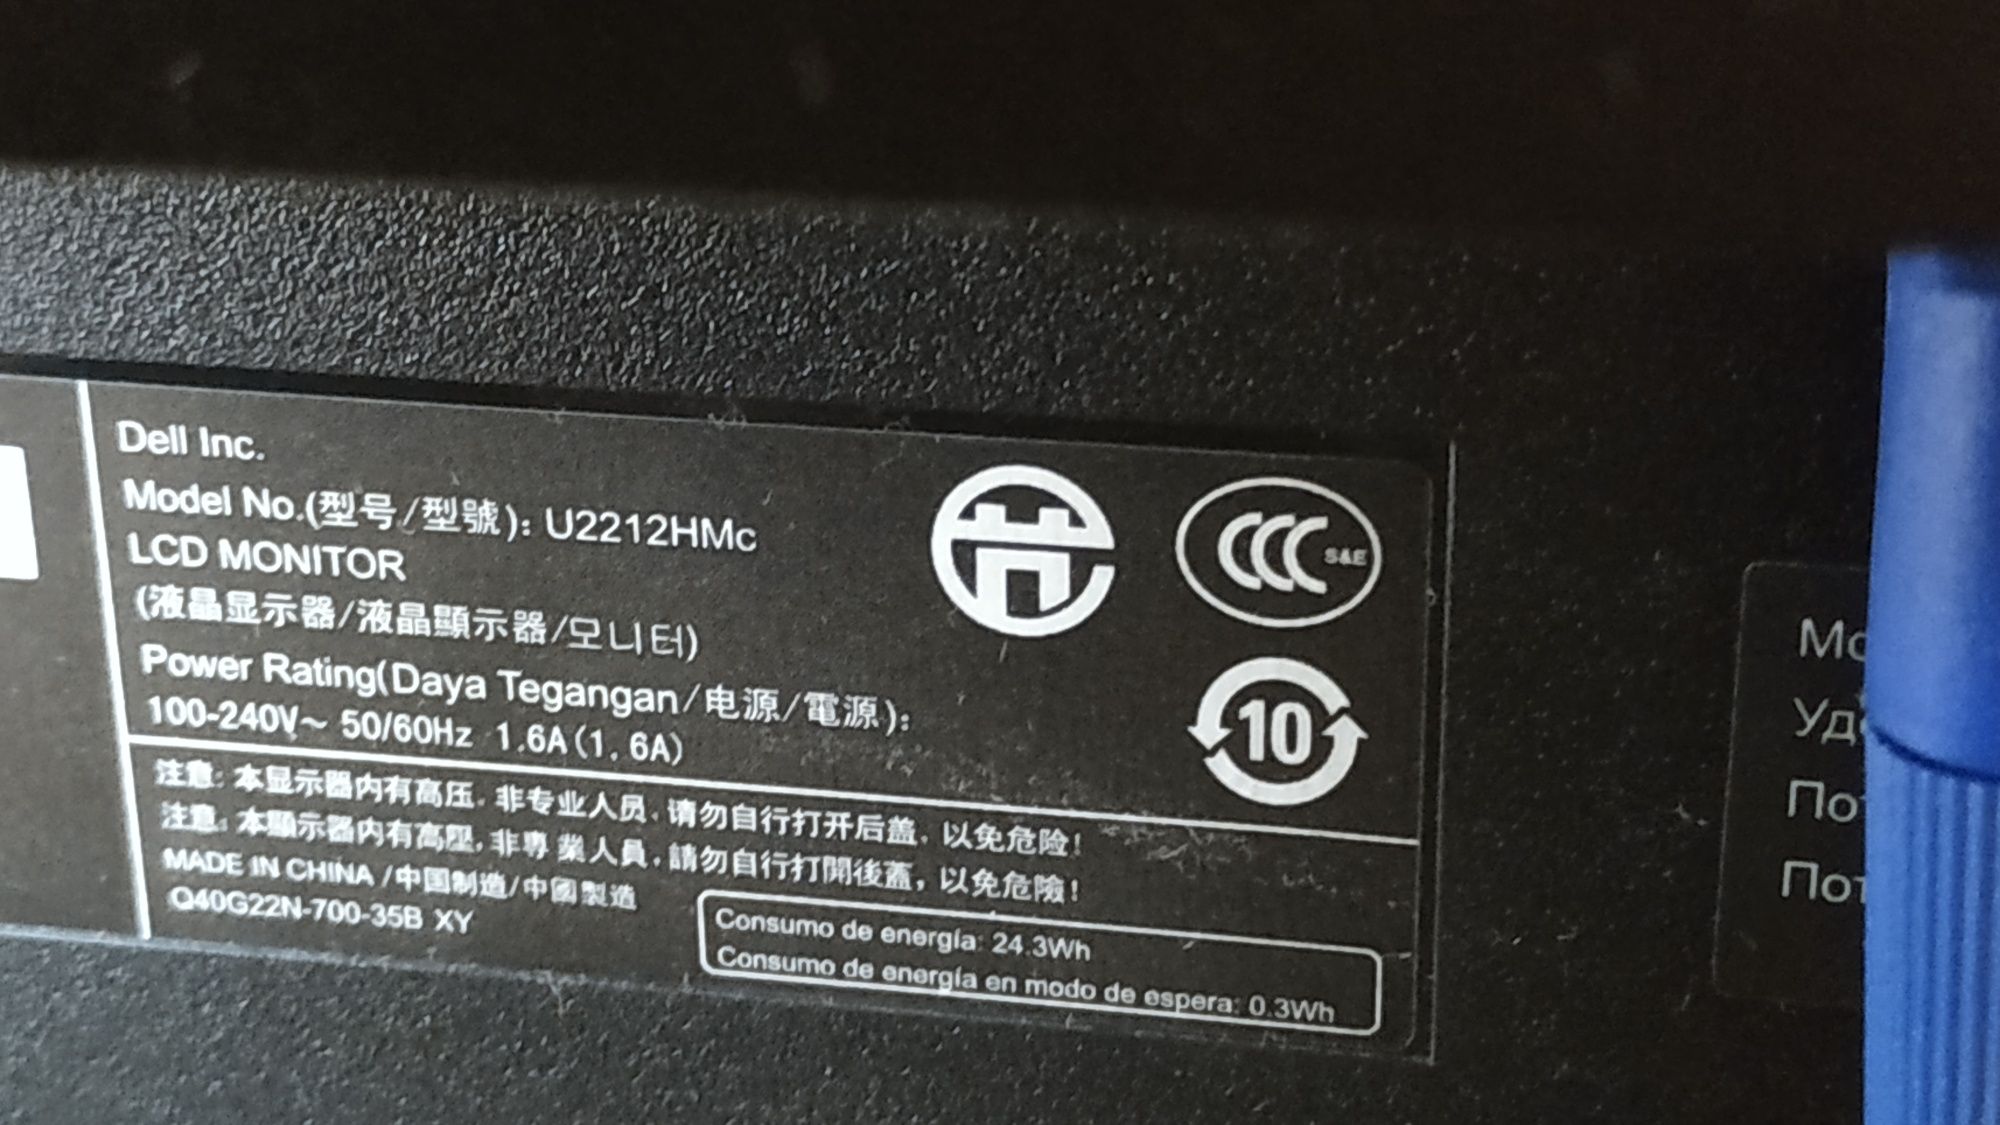 Dell Inc.
Model No.(型号/型號): U2212HMc
LCD MONITOR
(液晶显示器/液晶顯示器/모니터)
Power Rating(Daya Tegangan/电源/電源):
100-240V~ 50/60Hz 1.6A(1.6A)
CCC S&E
10
注意: 本显示器内有高压. 非专业人员. 请勿自行打开后盖. 以免危险!
注意. 本顯示器内有高壓, 非專業人員. 請勿自行打開後蓋, 以免危險!
MADE IN CHINA /中国制造/中國製造
Q40G22N-700-35B XY
Consumo de energía: 24.3Wh
Consumo de energía en modo de espera: 0.3Wh